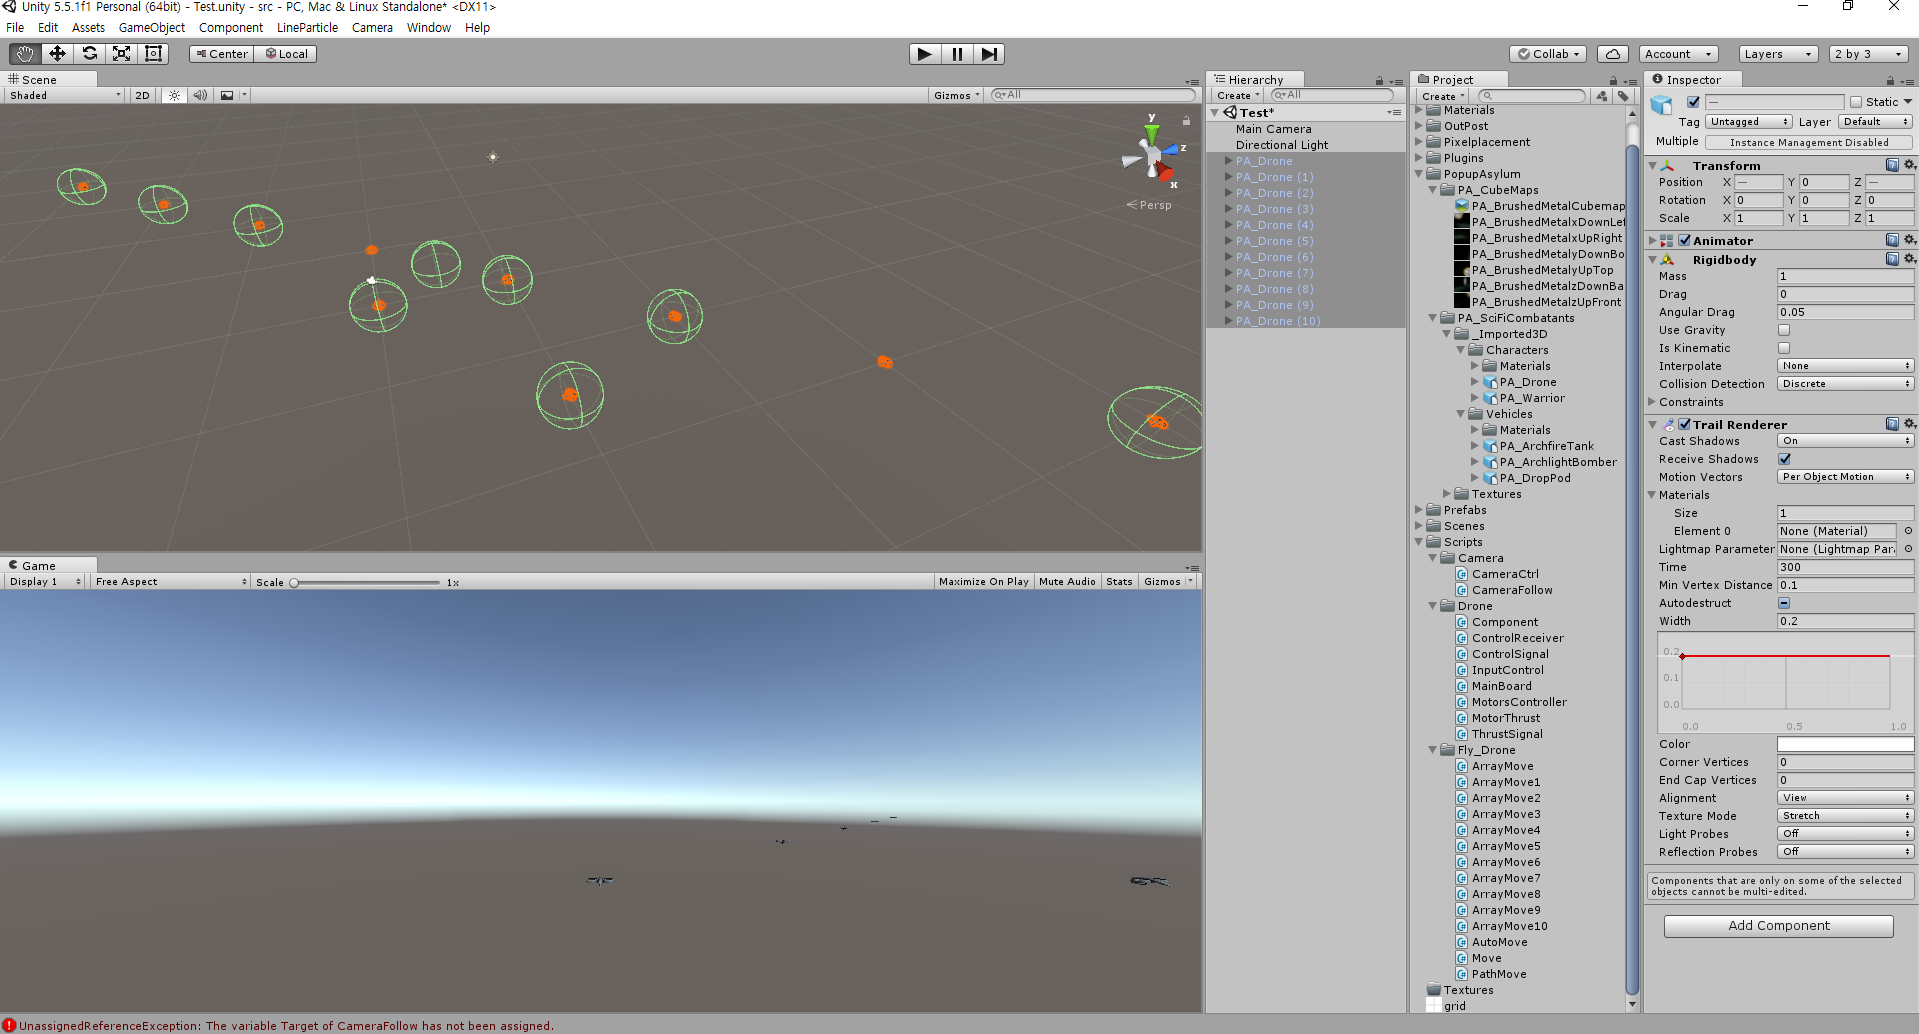 Unity 5.5.1f1 Personal (64bit) - Test.unity - src - PC, Mac & Linux Standalone* <DX11>
File Edit Assets GameObject Component LineParticle Camera Window Help
Center Local
Collab Account Layers 2 by 3
Scene
Shaded 2D Gizmos All
y
z
x
Persp
Game
Display 1 Free Aspect Scale 1x Maximize On Play Mute Audio Stats Gizmos
Hierarchy
Create All
Test*
Main Camera
Directional Light
PA_Drone
PA_Drone (1)
PA_Drone (2)
PA_Drone (3)
PA_Drone (4)
PA_Drone (5)
PA_Drone (6)
PA_Drone (7)
PA_Drone (8)
PA_Drone (9)
PA_Drone (10)
Project
Create
Materials
OutPost
Pixelplacement
Plugins
PopupAsylum
PA_CubeMaps
PA_BrushedMetalCubemap
PA_BrushedMetalxDownLef
PA_BrushedMetalxUpRight
PA_BrushedMetalyDownBo
PA_BrushedMetalyUpTop
PA_BrushedMetalzDownBa
PA_BrushedMetalzUpFront
PA_SciFiCombatants
_Imported3D
Characters
Materials
PA_Drone
PA_Warrior
Vehicles
Materials
PA_ArchfireTank
PA_ArchlightBomber
PA_DropPod
Textures
Prefabs
Scenes
Scripts
Camera
CameraCtrl
CameraFollow
Drone
Component
ControlReceiver
ControlSignal
InputControl
MainBoard
MotorsController
MotorThrust
ThrustSignal
Fly_Drone
ArrayMove
ArrayMove1
ArrayMove2
ArrayMove3
ArrayMove4
ArrayMove5
ArrayMove6
ArrayMove7
ArrayMove8
ArrayMove9
ArrayMove10
AutoMove
Move
PathMove
Textures
grid
Inspector
— Static
Tag Untagged Layer Default
Multiple Instance Management Disabled
Transform
Position X — Y 0 Z —
Rotation X 0 Y 0 Z 0
Scale X 1 Y 1 Z 1
Animator
Rigidbody
Mass 1
Drag 0
Angular Drag 0.05
Use Gravity
Is Kinematic
Interpolate None
Collision Detection Discrete
Constraints
Trail Renderer
Cast Shadows On
Receive Shadows
Motion Vectors Per Object Motion
Materials
Size 1
Element 0 None (Material)
Lightmap Parameter None (Lightmap Par
Time 300
Min Vertex Distance 0.1
Autodestruct
Width 0.2
0.2
0.1
0.0
0.0 0.5 1.0
Color
Corner Vertices 0
End Cap Vertices 0
Alignment View
Texture Mode Stretch
Light Probes Off
Reflection Probes Off
Components that are only on some of the selected
objects cannot be multi-edited.
Add Component
UnassignedReferenceException: The variable Target of CameraFollow has not been assigned.